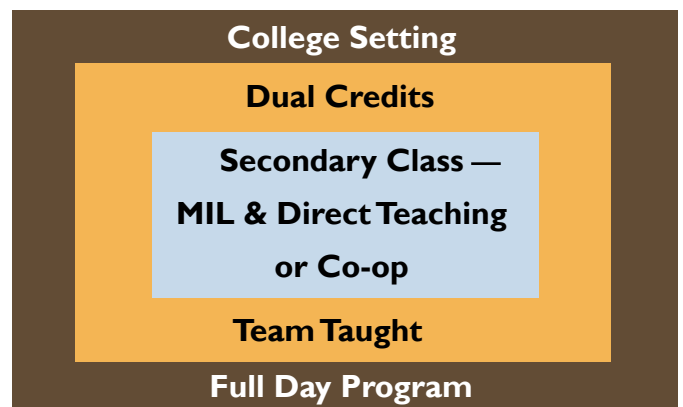 College Setting
Dual Credits
Secondary Class —
MIL & Direct Teaching
or Co-op
Team Taught
Full Day Program